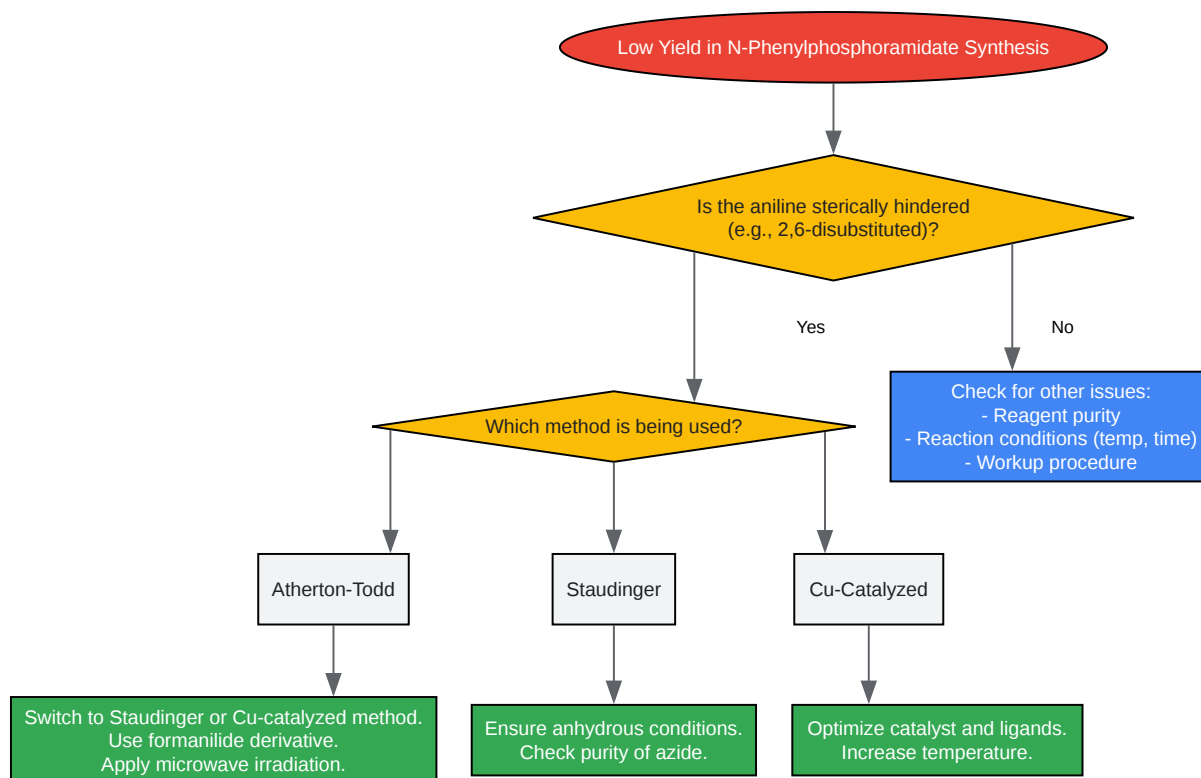 Low Yield in N-Phenylphosphoramidate Synthesis
Is the aniline sterically hindered
(e.g., 2,6-disubstituted)?
Yes
No
Which method is being used?
Check for other issues:
- Reagent purity
- Reaction conditions (temp, time)
- Workup procedure
Atherton-Todd
Staudinger
Cu-Catalyzed
Switch to Staudinger or Cu-catalyzed method.
Use formanilide derivative.
Apply microwave irradiation.
Ensure anhydrous conditions.
Check purity of azide.
Optimize catalyst and ligands.
Increase temperature.